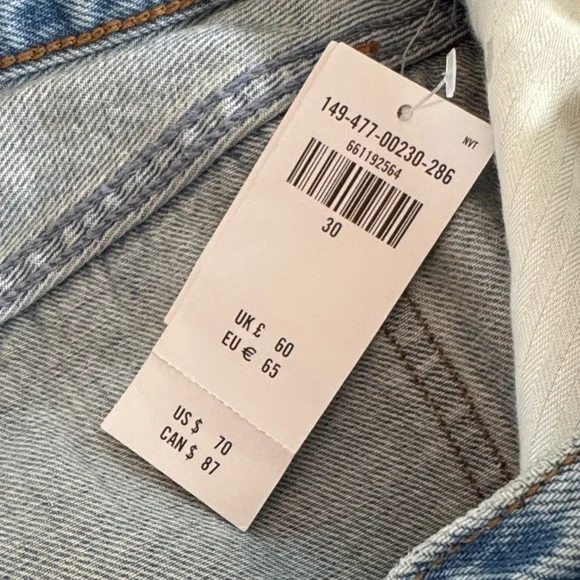 NVT
149-477-00230-286
661192564
30
UK £ 60
EU € 65
US $ 70
CAN $ 87